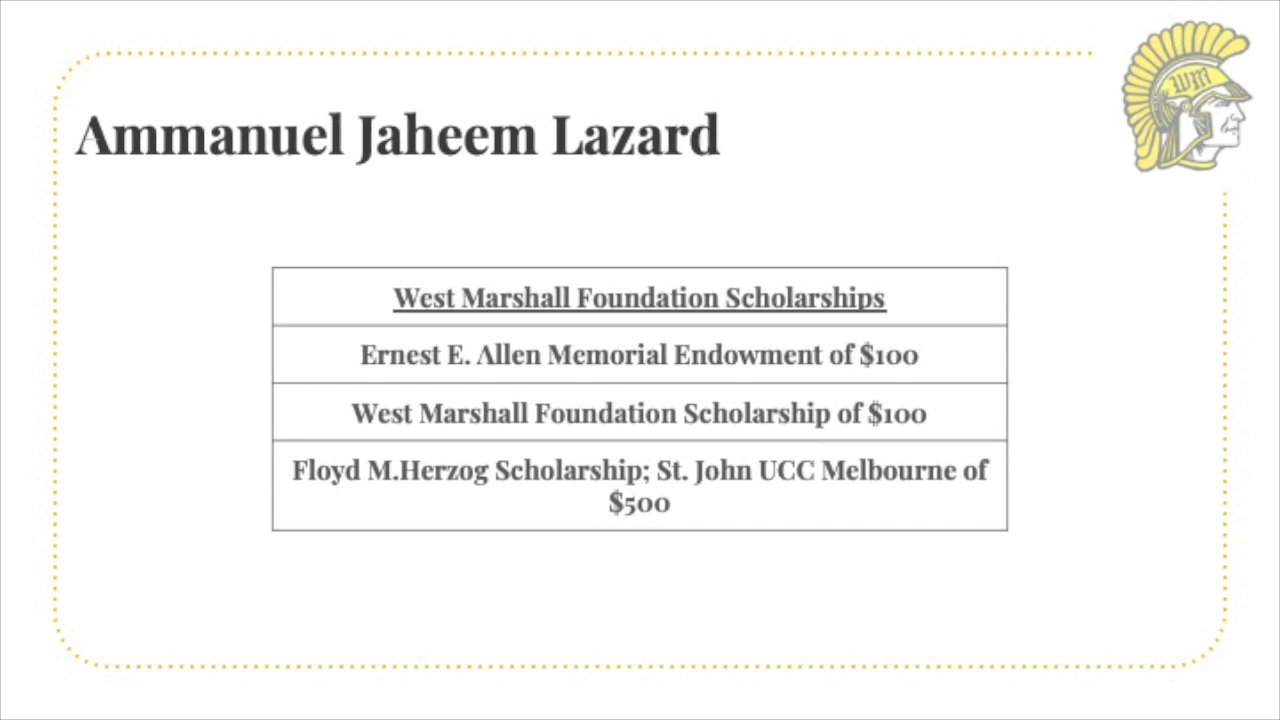 WM
Ammanuel Jaheem Lazard
West Marshall Foundation Scholarships
Ernest E. Allen Memorial Endowment of $100
West Marshall Foundation Scholarship of $100
Floyd M.Herzog Scholarship; St. John UCC Melbourne of
$500